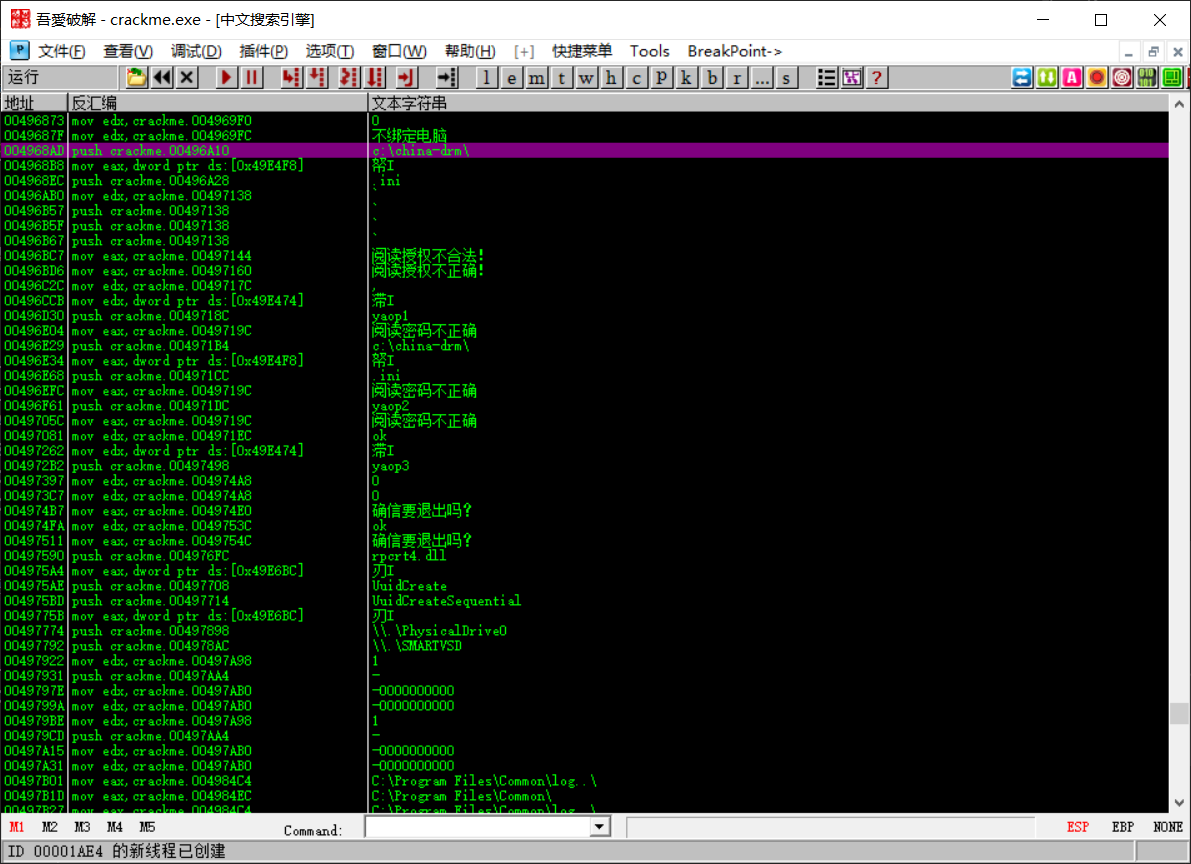 吾愛破解 - crackme.exe - [中文搜索引擎]
文件(F) 查看(V) 调试(D) 插件(P) 选项(T) 窗口(W) 帮助(H) [+] 快捷菜单 Tools BreakPoint->
运行 l e m t w h c P k b r ... s ?
地址 反汇编 文本字符串
00496873 mov edx,crackme.004969F0 0
0049687F mov edx,crackme.004969FC 不绑定电脑
004968AD push crackme.00496A10 c:\china-drm\
004968B8 mov eax,dword ptr ds:[0x49E4F8] 帤I
004968EC push crackme.00496A28 .ini
00496AB0 mov edx,crackme.00497138 `
00496B57 push crackme.00497138 `
00496B5F push crackme.00497138 `
00496B67 push crackme.00497138 `
00496BC7 mov eax,crackme.00497144 阅读授权不合法!
00496BD6 mov eax,crackme.00497160 阅读授权不正确!
00496C2C mov edx,crackme.0049717C ,
00496CCB mov edx,dword ptr ds:[0x49E474] 滞I
00496D30 push crackme.0049718C yaop1
00496E04 mov eax,crackme.0049719C 阅读密码不正确
00496E29 push crackme.004971B4 c:\china-drm\
00496E34 mov eax,dword ptr ds:[0x49E4F8] 帤I
00496E68 push crackme.004971CC .ini
00496EFC mov eax,crackme.0049719C 阅读密码不正确
00496F61 push crackme.004971DC yaop2
0049705C mov eax,crackme.0049719C 阅读密码不正确
00497081 mov edx,crackme.004971EC ok
00497262 mov edx,dword ptr ds:[0x49E474] 滞I
004972B2 push crackme.00497498 yaop3
00497397 mov edx,crackme.004974A8 0
004973C7 mov edx,crackme.004974A8 0
004974B7 mov eax,crackme.004974E0 确信要退出吗?
004974FA mov edx,crackme.0049753C ok
00497511 mov eax,crackme.0049754C 确信要退出吗?
00497590 push crackme.004976FC rpcrt4.dll
004975A4 mov eax,dword ptr ds:[0x49E6BC] 刃I
004975AE push crackme.00497708 UuidCreate
004975BD push crackme.00497714 UuidCreateSequential
0049775B mov eax,dword ptr ds:[0x49E6BC] 刃I
00497774 push crackme.00497898 \\.\PhysicalDrive0
00497792 push crackme.004978AC \\.\SMARTVSD
00497922 mov edx,crackme.00497A98 1
00497931 push crackme.00497AA4 -
0049797E mov edx,crackme.00497AB0 -0000000000
0049799A mov edx,crackme.00497AB0 -0000000000
004979BE mov edx,crackme.00497A98 1
004979CD push crackme.00497AA4 -
00497A15 mov edx,crackme.00497AB0 -0000000000
00497A31 mov edx,crackme.00497AB0 -0000000000
00497B01 mov eax,crackme.004984C4 C:\Program Files\Common\log..\
00497B1D mov eax,crackme.004984EC C:\Program Files\Common\
00497B27 mov eax,crackme.004984C4 C:\Program Files\Common\log..\
M1 M2 M3 M4 M5 Command: ESP EBP NONE
ID 00001AE4 的新线程已创建